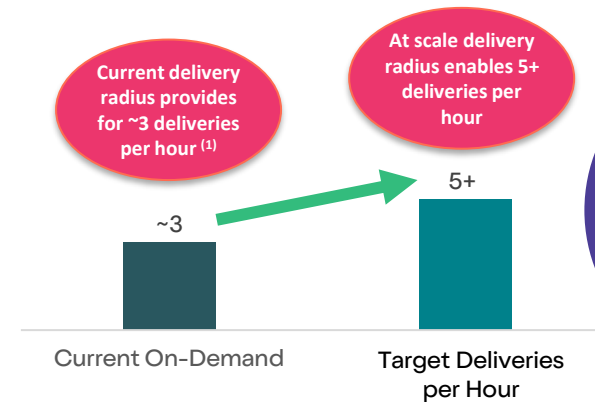 Current delivery
radius provides
for ~3 deliveries
per hour (1)
At scale delivery
radius enables 5+
deliveries per
hour
~3
5+
Current On-Demand
Target Deliveries
per Hour